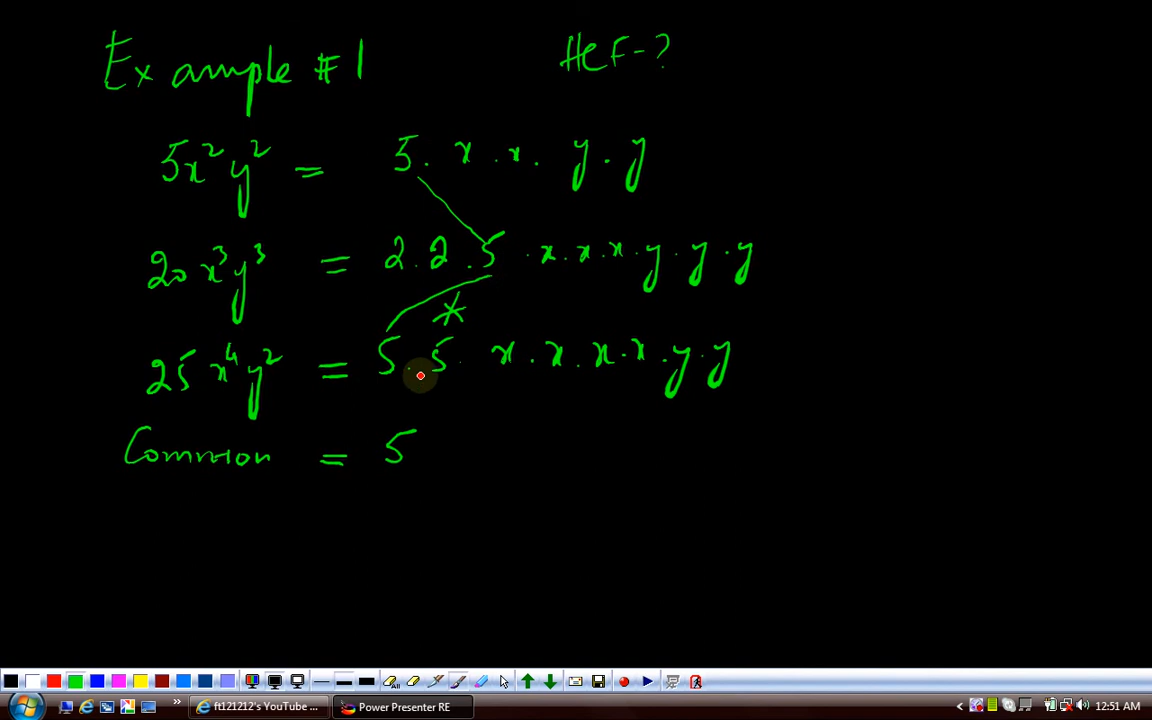 Example #1 HCF-?
5x²y² = 5. x . x . y . y
20x³y³ = 2.2.5 . x.x.x.y.y.y
*
25x⁴y² = 5.5. x.x.x.x.y.y
Common = 5
ft121212's YouTube ... Power Presenter RE 12:51 AM